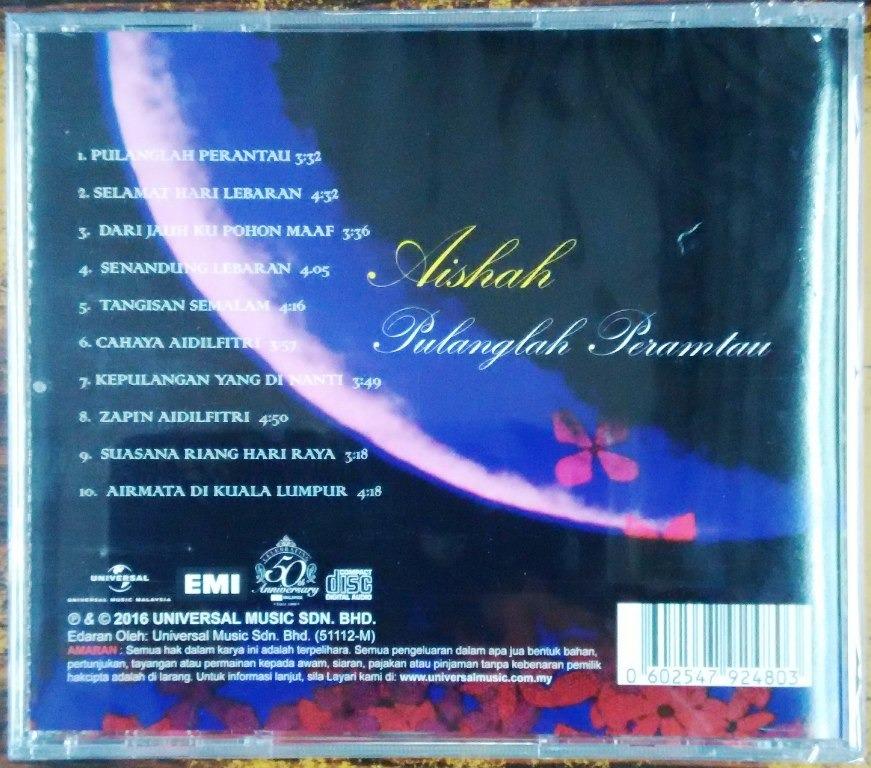 1. PULANGLAH PERANTAU 3:32
2. SELAMAT HARI LEBARAN 4:32
3. DARI JAUH KU POHON MAAF 3:36
4. SENANDUNG LEBARAN 4.05
5. TANGISAN SEMALAM 4:16
6. CAHAYA AIDILFITRI 3:57
7. KEPULANGAN YANG DI NANTI 3:49
8. ZAPIN AIDILFITRI 4:50
9. SUASANA RIANG HARI RAYA 3:18
10. AIRMATA DI KUALA LUMPUR 4:18
Aishah
Pulanglah Peramtau
UNIVERSAL
UNIVERSAL MUSIC MALAYSIA
EMI
CELEBRATING
50th
Anniversary
COMPACT
disc
DIGITAL AUDIO
℗ & © 2016 UNIVERSAL MUSIC SDN. BHD.
Edaran Oleh: Universal Music Sdn. Bhd. (51112-M)
AMARAN : Semua hak dalam karya ini adalah terpelihara. Semua pengeluaran dalam apa jua bentuk bahan,
pertunjukan, tayangan atau permainan kepada awam, siaran, pajakan atau pinjaman tanpa kebenaran pemilik
hakcipta adalah di larang. Untuk informasi lanjut, sila Layari kami di: www.universalmusic.com.my
0 602547 924803